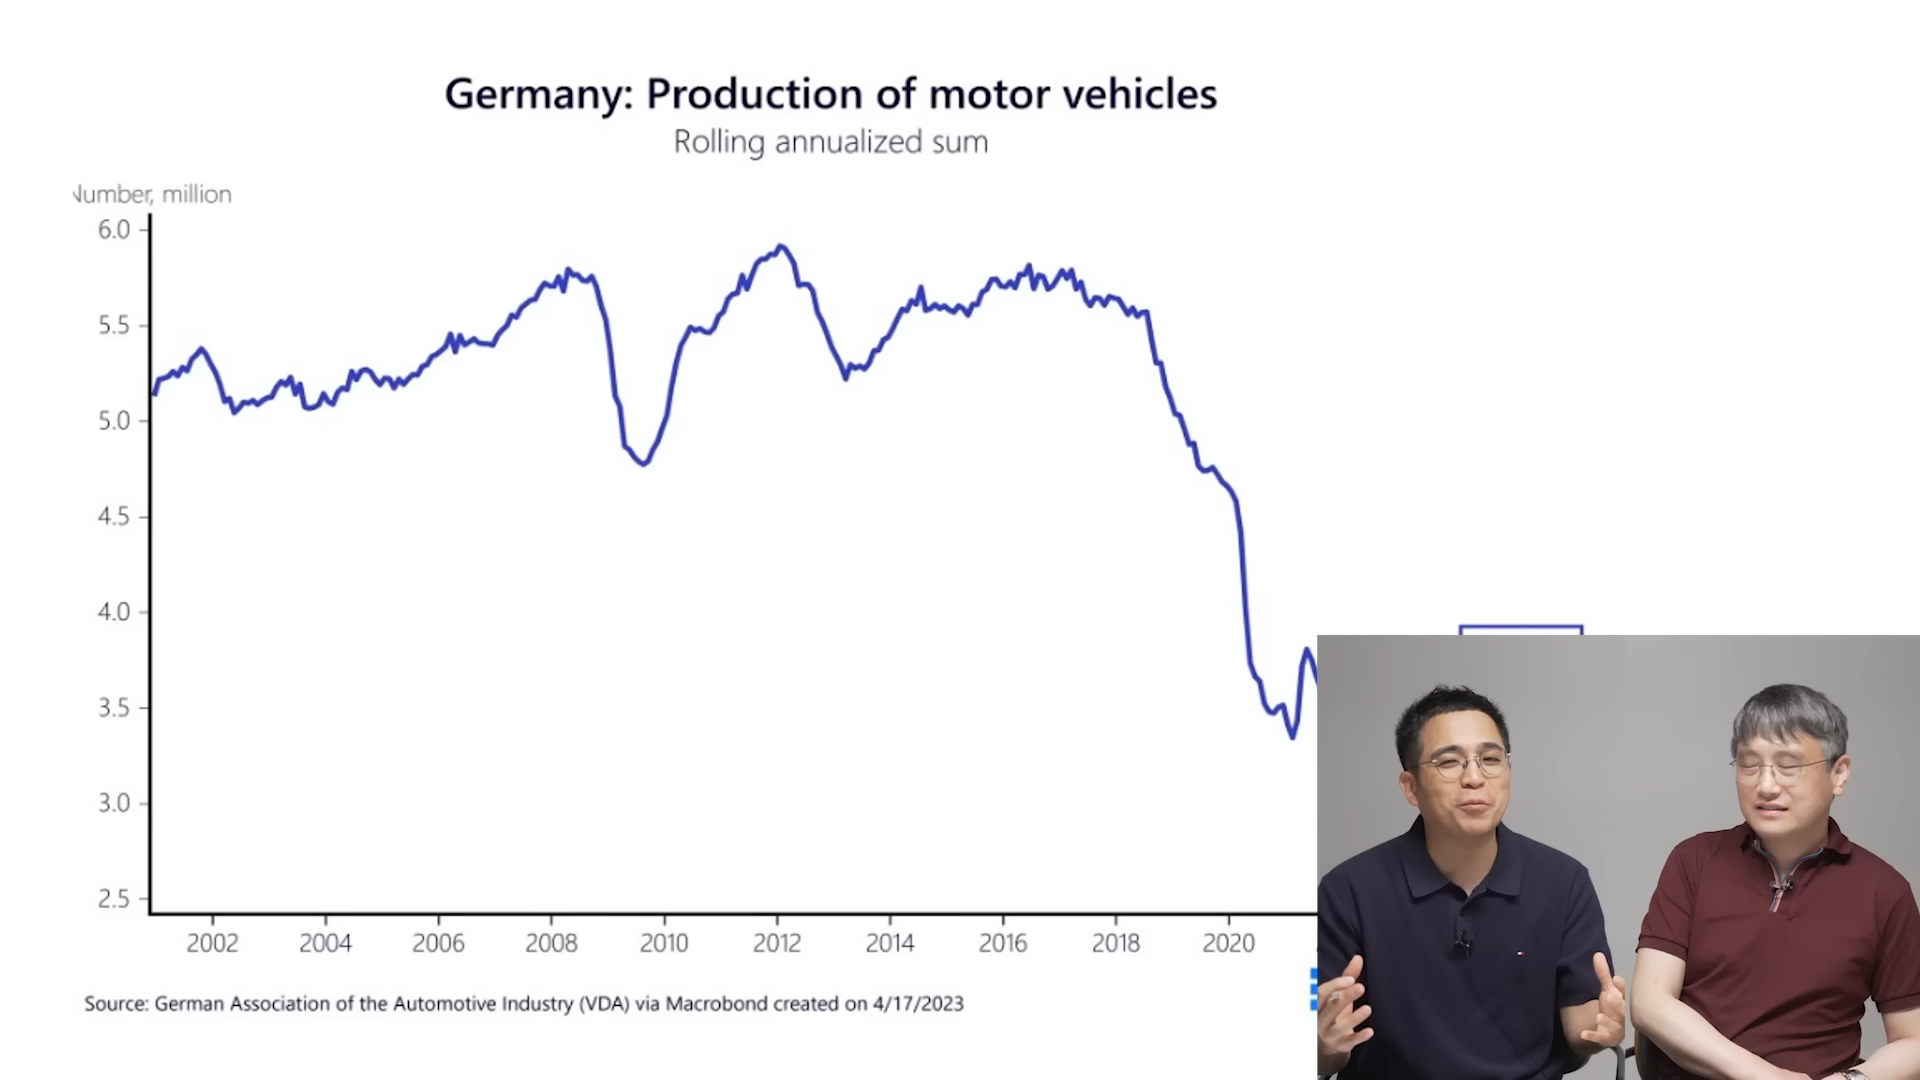 Germany: Production of motor vehicles
Rolling annualized sum
Number, million
6.0
5.5
5.0
4.5
4.0
3.5
3.0
2.5
2002 2004 2006 2008 2010 2012 2014 2016 2018 2020
Source: German Association of the Automotive Industry (VDA) via Macrobond created on 4/17/2023